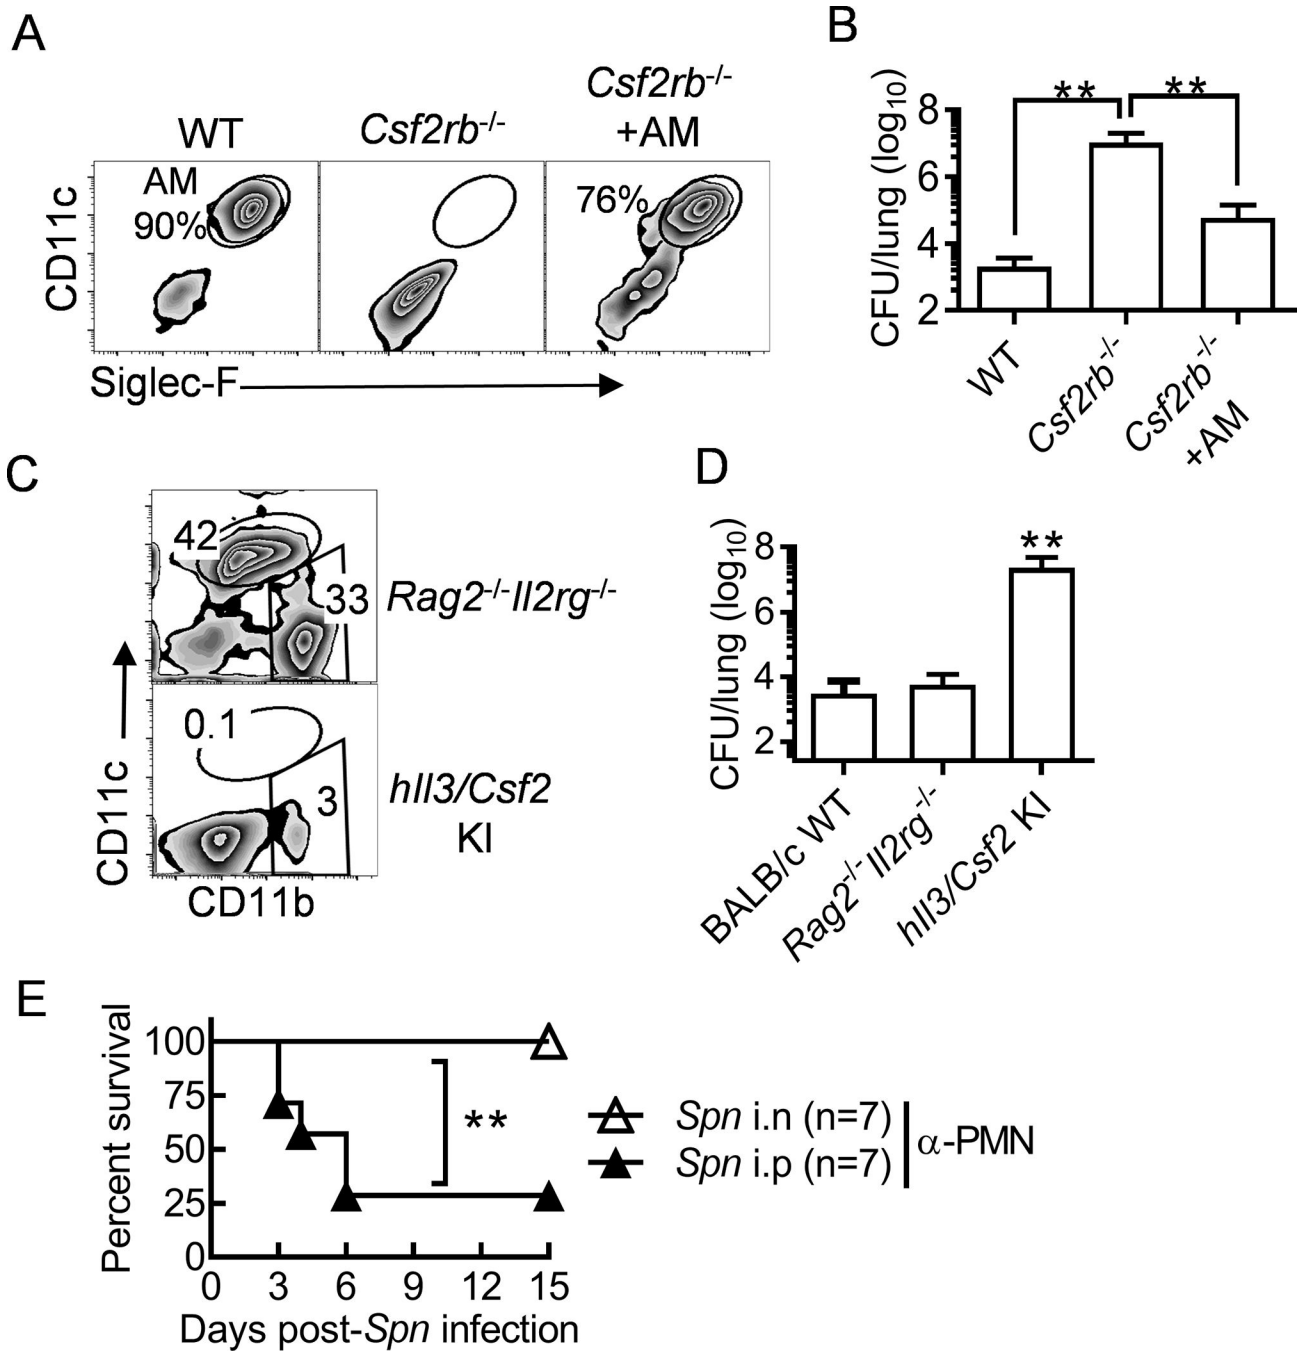 A
WT
Csf2rb-/-
Csf2rb-/-
+AM
AM
90%
76%
CD11c
Siglec-F
B
CFU/lung (log10)
8
6
4
2
**
**
WT
Csf2rb-/-
Csf2rb-/-
+AM
C
42
33
Rag2-/-Il2rg-/-
0.1
3
hIl3/Csf2
KI
CD11c
CD11b
D
CFU/lung (log10)
8
6
4
2
**
BALB/c WT
Rag2-/-Il2rg-/-
hIl3/Csf2 KI
E
Percent survival
100
75
50
25
0
**
0 3 6 9 12 15
Days post-Spn infection
Spn i.n (n=7)
Spn i.p (n=7)
α-PMN